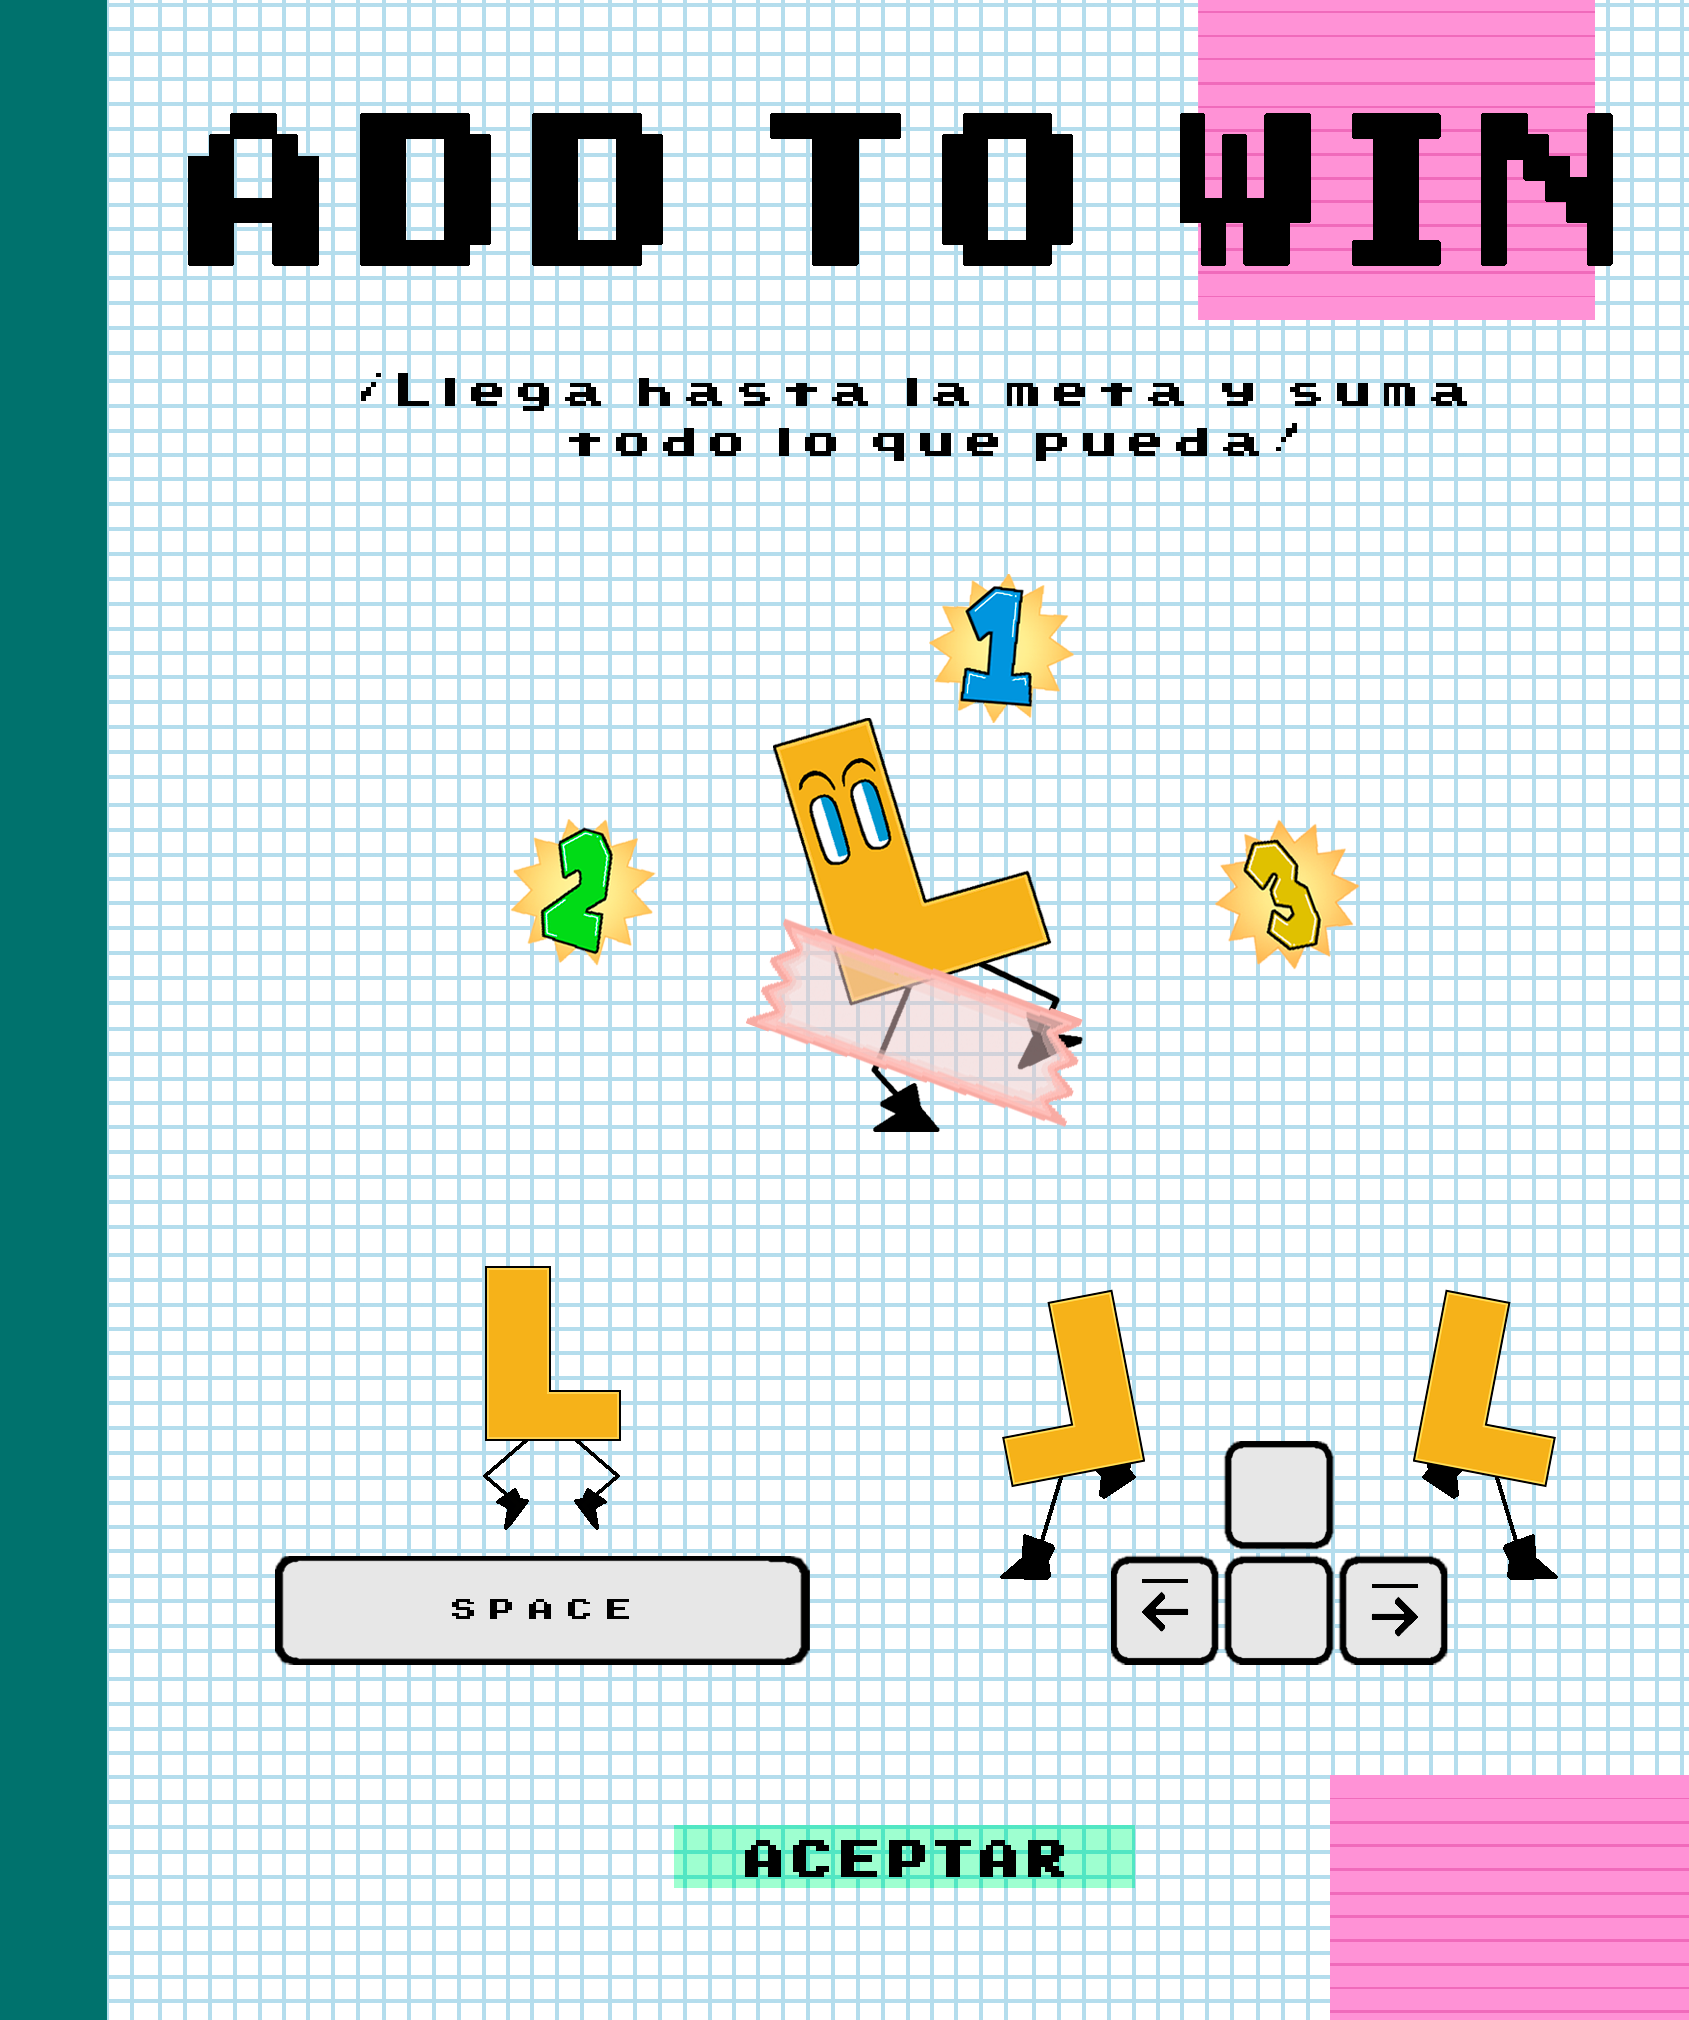 ADD TO WIN
¡Llega hasta la meta y suma
todo lo que pueda!
1
2
3
SPACE
← →
ACEPTAR